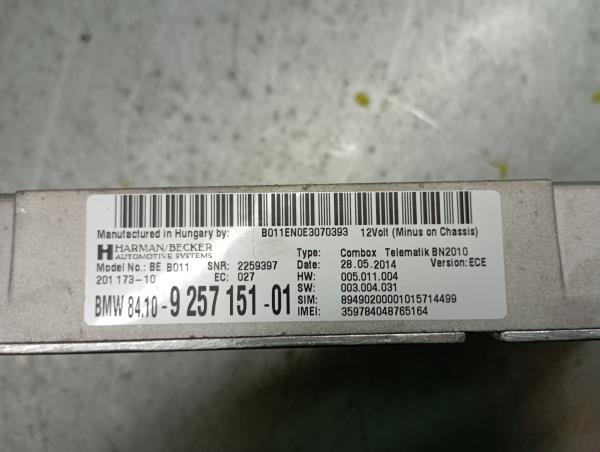 Manufactured in Hungary by: B011EN0E3070393 12Volt (Minus on Chassis)
HARMAN/BECKER
AUTOMOTIVE SYSTEMS
Type: Combox Telematik BN2010
Model No.: BE B011 SNR: 2259397 Date: 28.05.2014 Version: ECE
201 173-10 EC: 027 HW: 005.011.004
SW: 003.004.031
BMW 84.10 - 9 257 151 - 01 SIM: 89490200001015714499
IMEI: 359784048765164